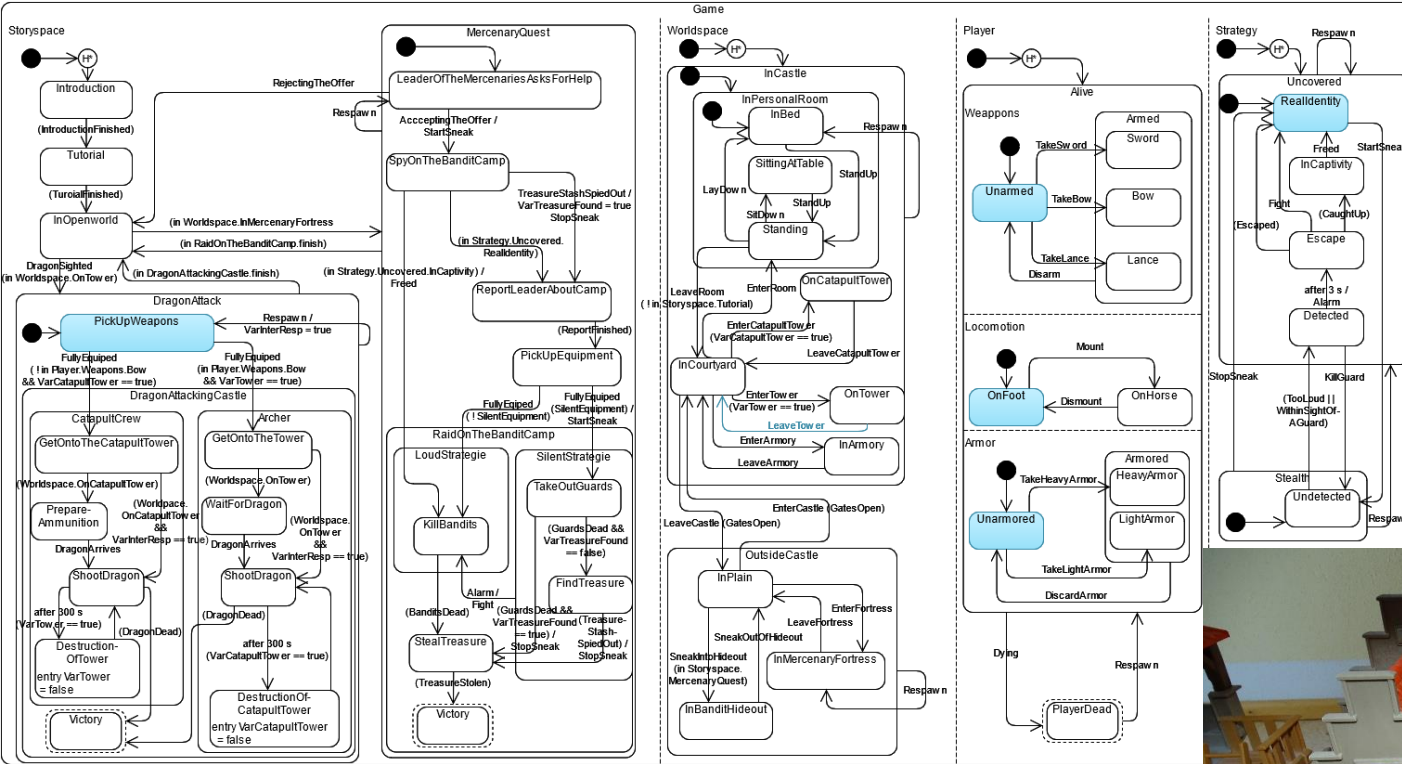 Game
Storyspace
H*
Introduction
(IntroductionFinished)
Tutorial
(TurorialFinished)
InOpenworld
DragonSighted
(in Worldspace.OnTower)
(in DragonAttackingCastle.finish)
RejectingTheOffer
(in Worldspace.InMercenaryFortress
(in RaidOnTheBanditCamp.finish)
DragonAttack
PickUpWeapons
Respawn /
VarInterResp = true
FullyEquiped
( ! in Player.Weapons.Bow
&& VarCatapultTower == true)
FullyEquiped
(in Player.Weapons.Bow
&& VarTower == true)
DragonAttackingCastle
CatapultCrew
GetOntoTheCatapultTower
(Worldspace.OnCatapultTower)
Prepare-
Ammunition
(Worldpace.
OnCatapultTower
&&
VarInterResp == true)
DragonArrives
ShootDragon
after 300 s
(VarTower == true)
(DragonDead)
Destruction-
OfTower
entry VarTower
= false
Victory
Archer
GetOntoTheTower
(Worldspace.OnTower)
WaitForDragon
(Worldspace.
OnTower
&&
VarInterResp == true)
DragonArrives
ShootDragon
(DragonDead)
after 300 s
(VarCatapultTower == true)
DestructionOf-
CatapultTower
entry VarCatapultTower
= false
MercenaryQuest
LeaderOfTheMercenariesAsksForHelp
Respawn
AccceptingTheOffer /
StartSneak
SpyOnTheBanditCamp
TreasureStashSpiedOut /
VarTreasureFound = true
StopSneak
(in Strategy.Uncovered.
RealIdentity)
(in Strategy.Uncovered.InCaptivity) /
Freed
ReportLeaderAboutCamp
(ReportFinished)
PickUpEquipment
FullyEqiped
( ! SilentEquipment)
FullyEquiped
(SilentEquipment) /
StartSneak
RaidOnTheBanditCamp
LoudStrategie
KillBandits
(BanditsDead)
SilentStrategie
TakeOutGuards
(GuardsDead &&
VarTreasureFound
== false)
FindTreasure
Alarm /
Fight
(GuardsDead &&
VarTreasureFound
== true) /
StopSneak
(Treasure-
Stash-
SpiedOut) /
StopSneak
StealTreasure
(TreasureStolen)
Victory
Worldspace
H*
InCastle
InPersonalRoom
InBed
Respawn
SittingAtTable
StandUp
LayDown
SitDown
StandUp
Standing
LeaveRoom
( ! in.Storyspace.Tutorial)
EnterRoom
OnCatapultTower
EnterCatapultTower
(VarCatapultTower == true)
LeaveCatapultTower
InCourtyard
EnterTower
(VarTower == true)
OnTower
LeaveTower
EnterArmory
InArmory
LeaveArmory
LeaveCastle (GatesOpen)
EnterCastle (GatesOpen)
OutsideCastle
InPlain
EnterFortress
LeaveFortress
SneakOutOfHideout
SneakIntoHideout
(in Storyspace.
MercenaryQuest)
InMercenaryFortress
Respawn
InBanditHideout
Player
H*
Alive
Weappons
Armed
Sword
TakeSword
Unarmed
TakeBow
Bow
TakeLance
Lance
Disarm
Locomotion
Mount
OnFoot
Dismount
OnHorse
Armor
Armored
TakeHeavyArmor
HeavyArmor
Unarmored
LightArmor
TakeLightArmor
DiscardArmor
Dying
Respawn
PlayerDead
Strategy
H*
Respawn
Uncovered
RealIdentity
Freed
StartSneak
InCaptivity
Fight
(CaughtUp)
(Escaped)
Escape
after 3 s /
Alarm
Detected
StopSneak
KillGuard
(TooLoud ||
WithinSightOf-
AGuard)
Stealth
Undetected
Respaw